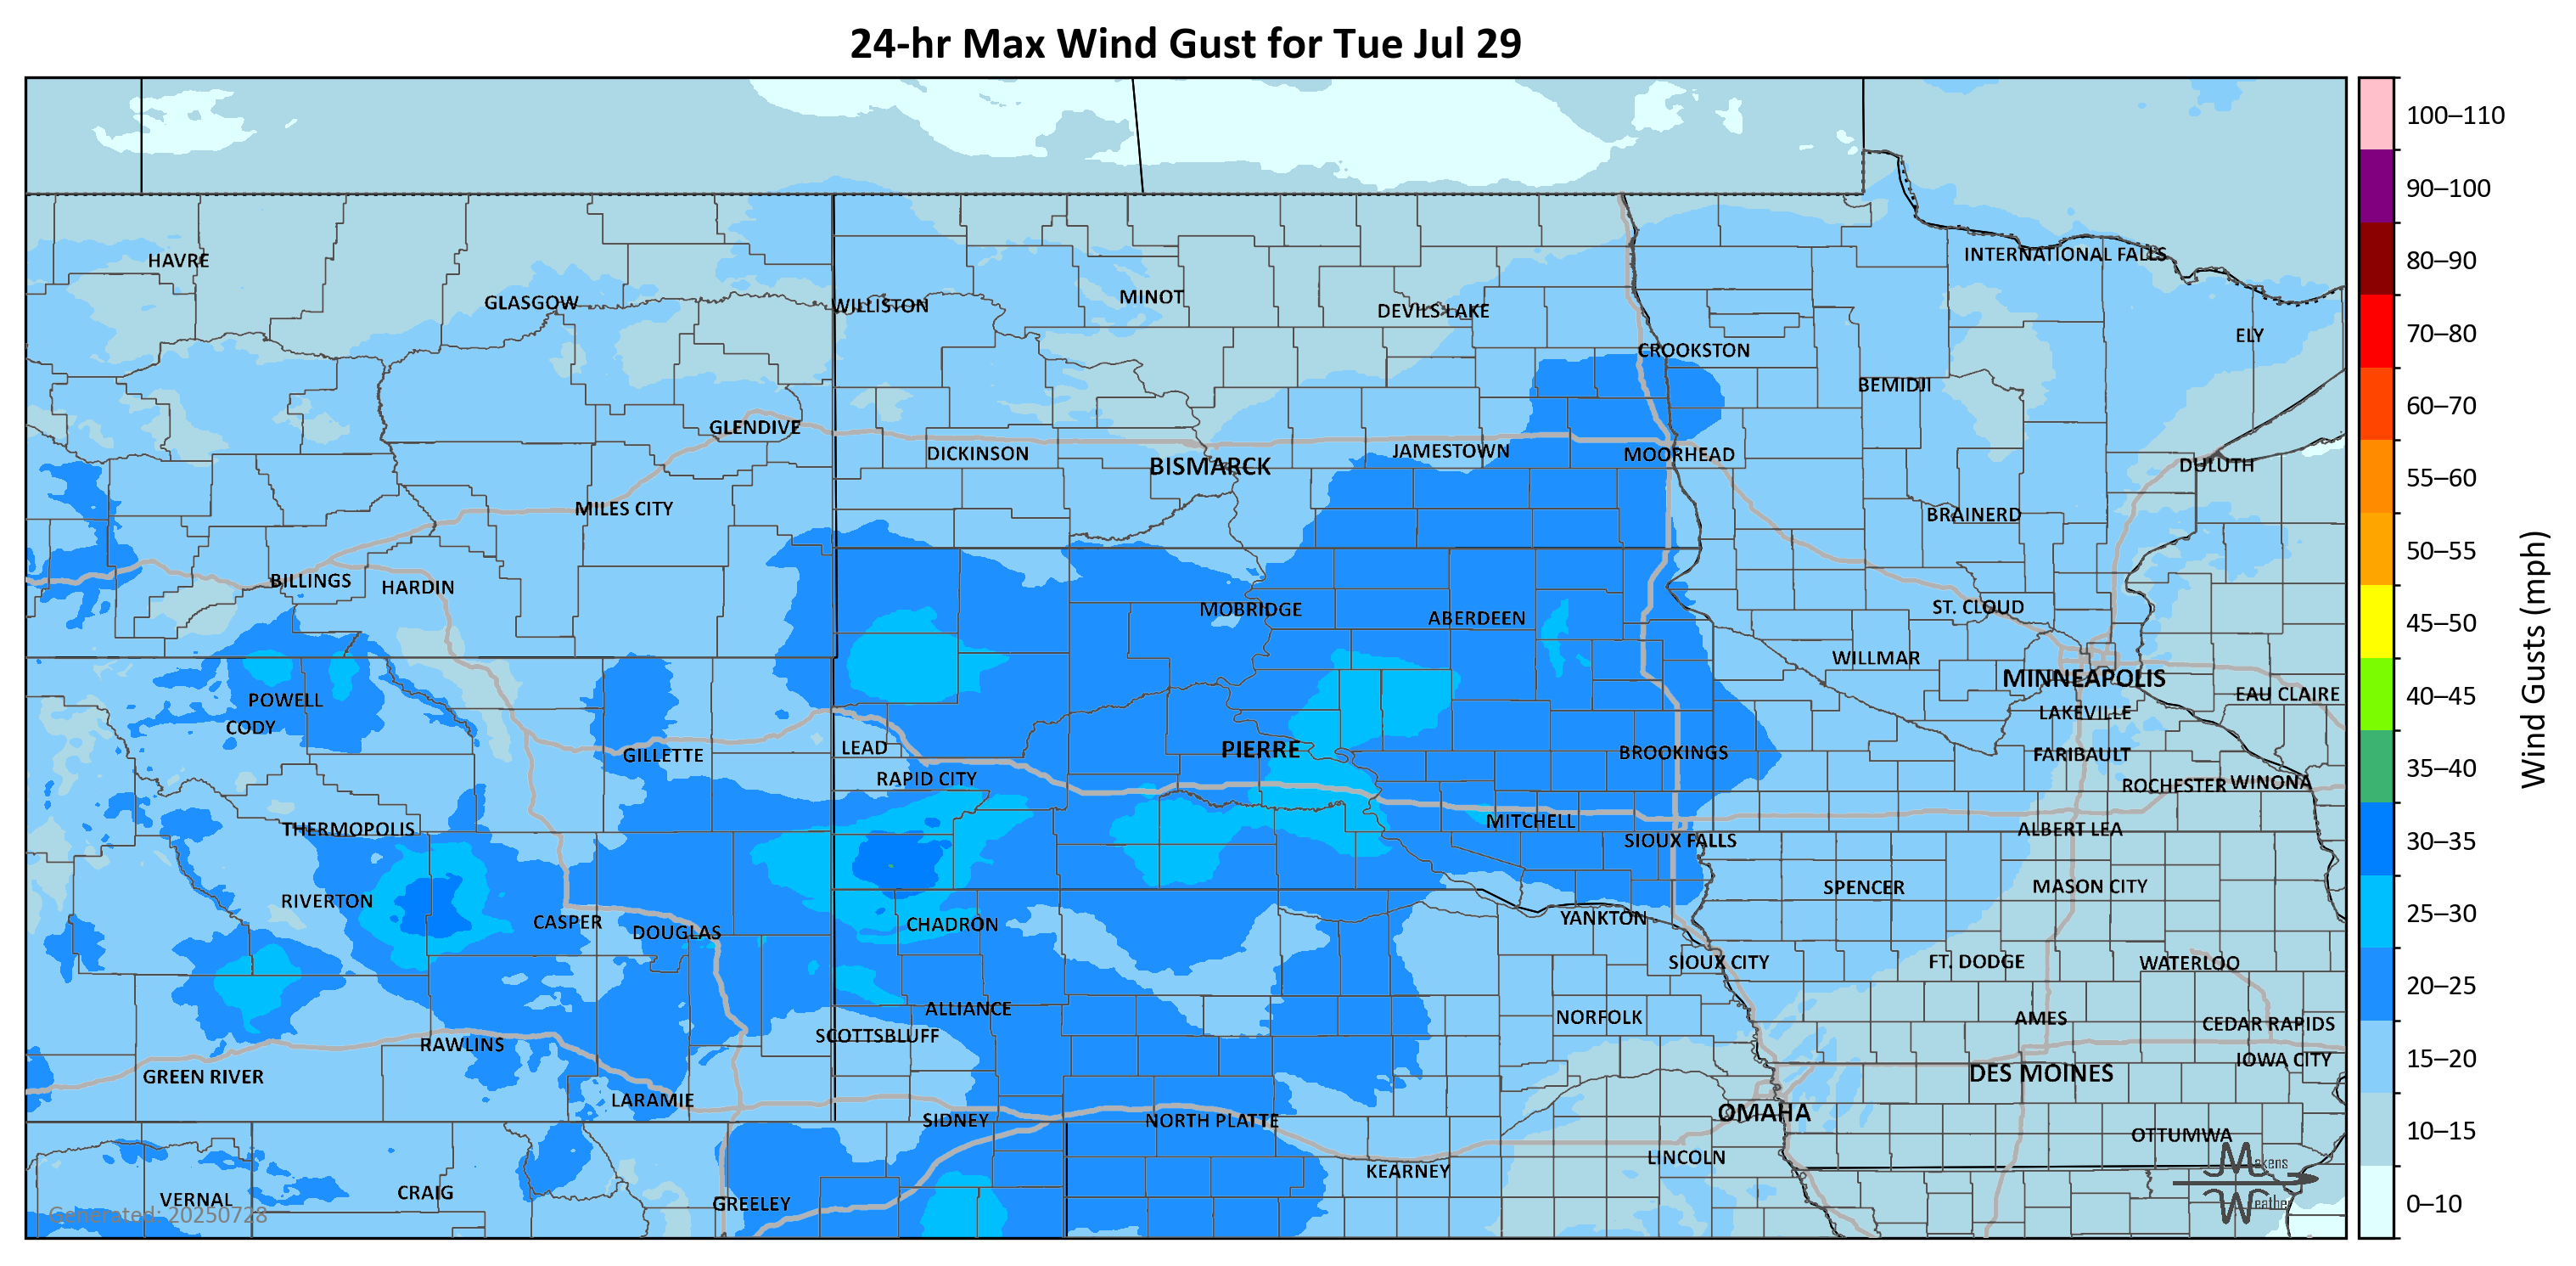 24-hr Max Wind Gust for Tue Jul 29
100–110
90–100
80–90
70–80
60–70
55–60
50–55
45–50
40–45
35–40
30–35
25–30
20–25
15–20
10–15
0–10
Wind Gusts (mph)
HAVRE
INTERNATIONAL FALLS
GLASGOW
WILLISTON
MINOT
DEVILS LAKE
ELY
CROOKSTON
BEMIDJI
GLENDIVE
DICKINSON
BISMARCK
JAMESTOWN
MOORHEAD
DULUTH
MILES CITY
BRAINERD
BILLINGS
HARDIN
MOBRIDGE
ABERDEEN
ST. CLOUD
WILLMAR
MINNEAPOLIS
POWELL
EAU CLAIRE
CODY
LAKEVILLE
GILLETTE
LEAD
PIERRE
BROOKINGS
FARIBAULT
RAPID CITY
ROCHESTER
WINONA
THERMOPOLIS
MITCHELL
ALBERT LEA
SIOUX FALLS
RIVERTON
SPENCER
MASON CITY
CASPER
DOUGLAS
CHADRON
YANKTON
SIOUX CITY
FT. DODGE
WATERLOO
ALLIANCE
NORFOLK
AMES
CEDAR RAPIDS
SCOTTSBLUFF
RAWLINS
IOWA CITY
GREEN RIVER
DES MOINES
LARAMIE
SIDNEY
NORTH PLATTE
OMAHA
OTTUMWA
KEARNEY
LINCOLN
VERNAL
CRAIG
GREELEY
Generated: 20250728
Makens
Weather